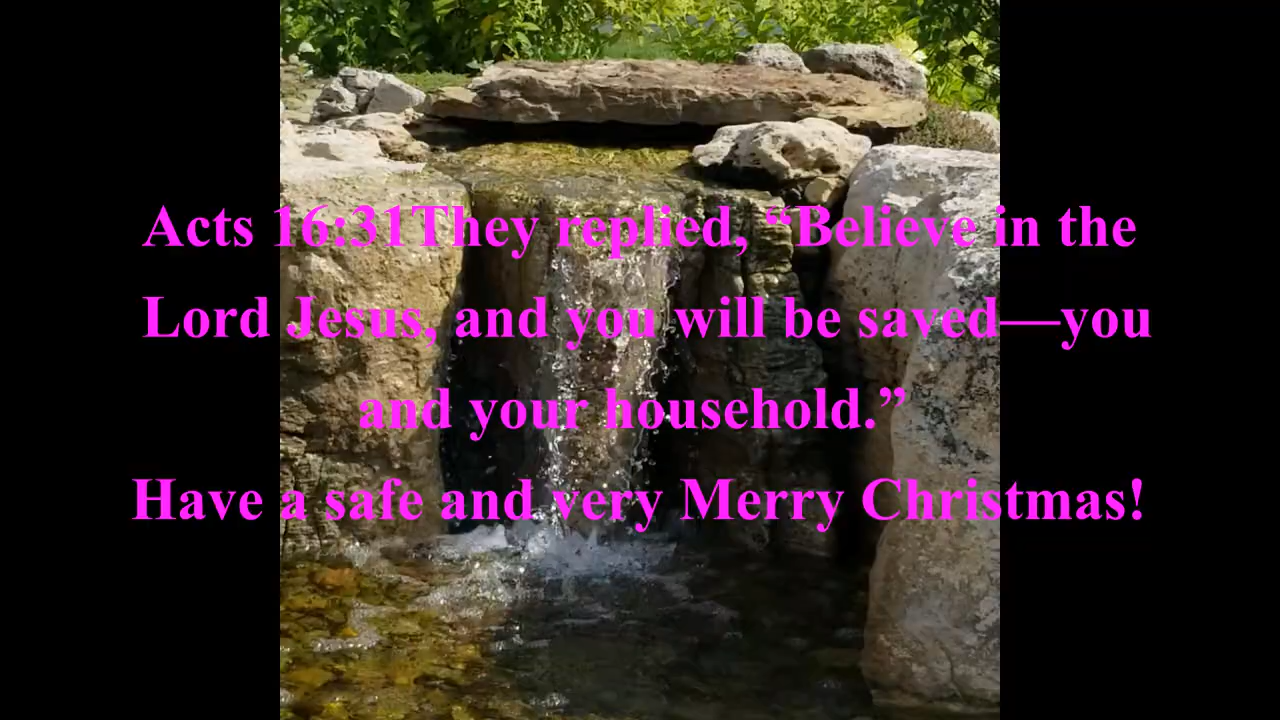 Acts 16:31They replied, “Believe in the
Lord Jesus, and you will be saved—you
and your household.”
Have a safe and very Merry Christmas!